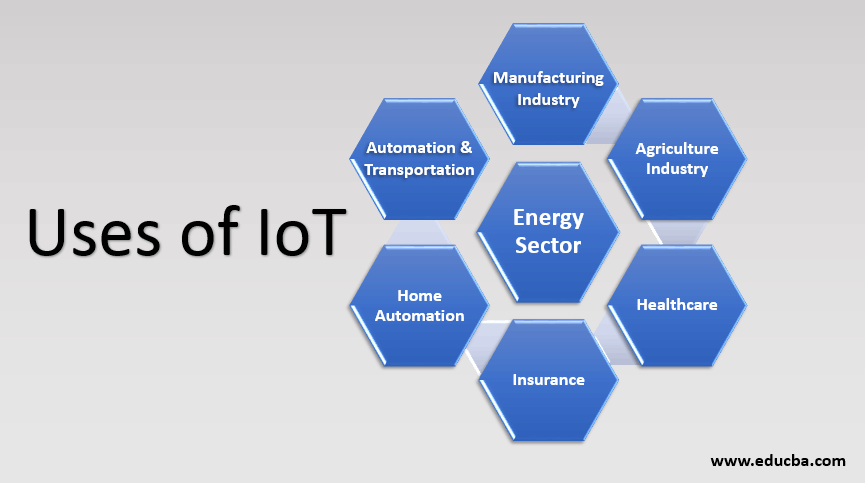 Uses of IoT
Manufacturing
Industry
Automation &
Transportation
Agriculture
Industry
Energy
Sector
Home
Automation
Healthcare
Insurance
www.educba.com